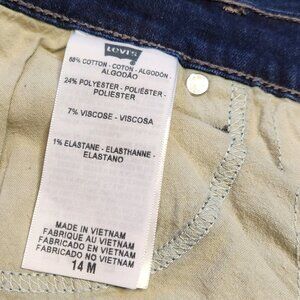 Levi's
68% COTTON - COTON - ALGODÓN -
ALGODÃO
24% POLYESTER - POLIÉSTER -
POLIESTER
7% VISCOSE - VISCOSA
1% ELASTANE - ELASTHANNE -
ELASTANO
MADE IN VIETNAM
FABRIQUE AU VIETNAM
FABRICADO EN VIETNAM
FABRICADO NO VIETNAM
14 M